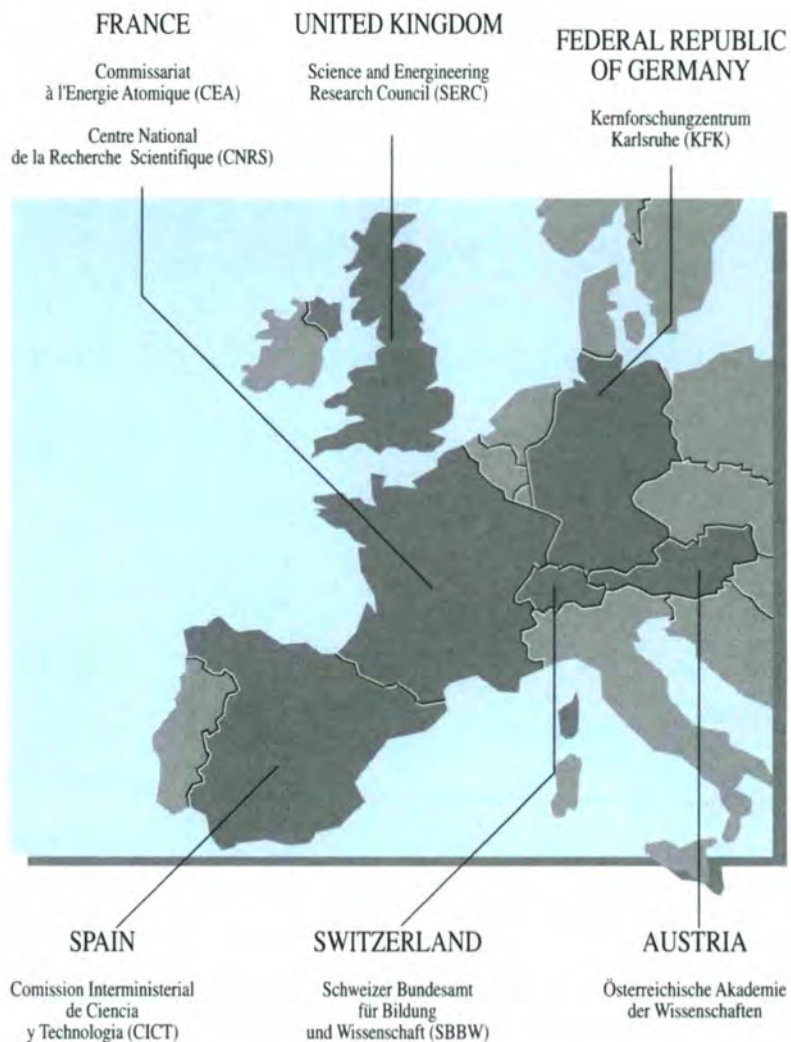 FRANCE
Commissariat
à l'Energie Atomique (CEA)
Centre National
de la Recherche Scientifique (CNRS)
UNITED KINGDOM
Science and Energineering
Research Council (SERC)
FEDERAL REPUBLIC
OF GERMANY
Kernforschungzentrum
Karlsruhe (KFK)
SPAIN
Comission Interministerial
de Ciencia
y Technologia (CICT)
SWITZERLAND
Schweizer Bundesamt
für Bildung
und Wissenschaft (SBBW)
AUSTRIA
Österreichische Akademie
der Wissenschaften